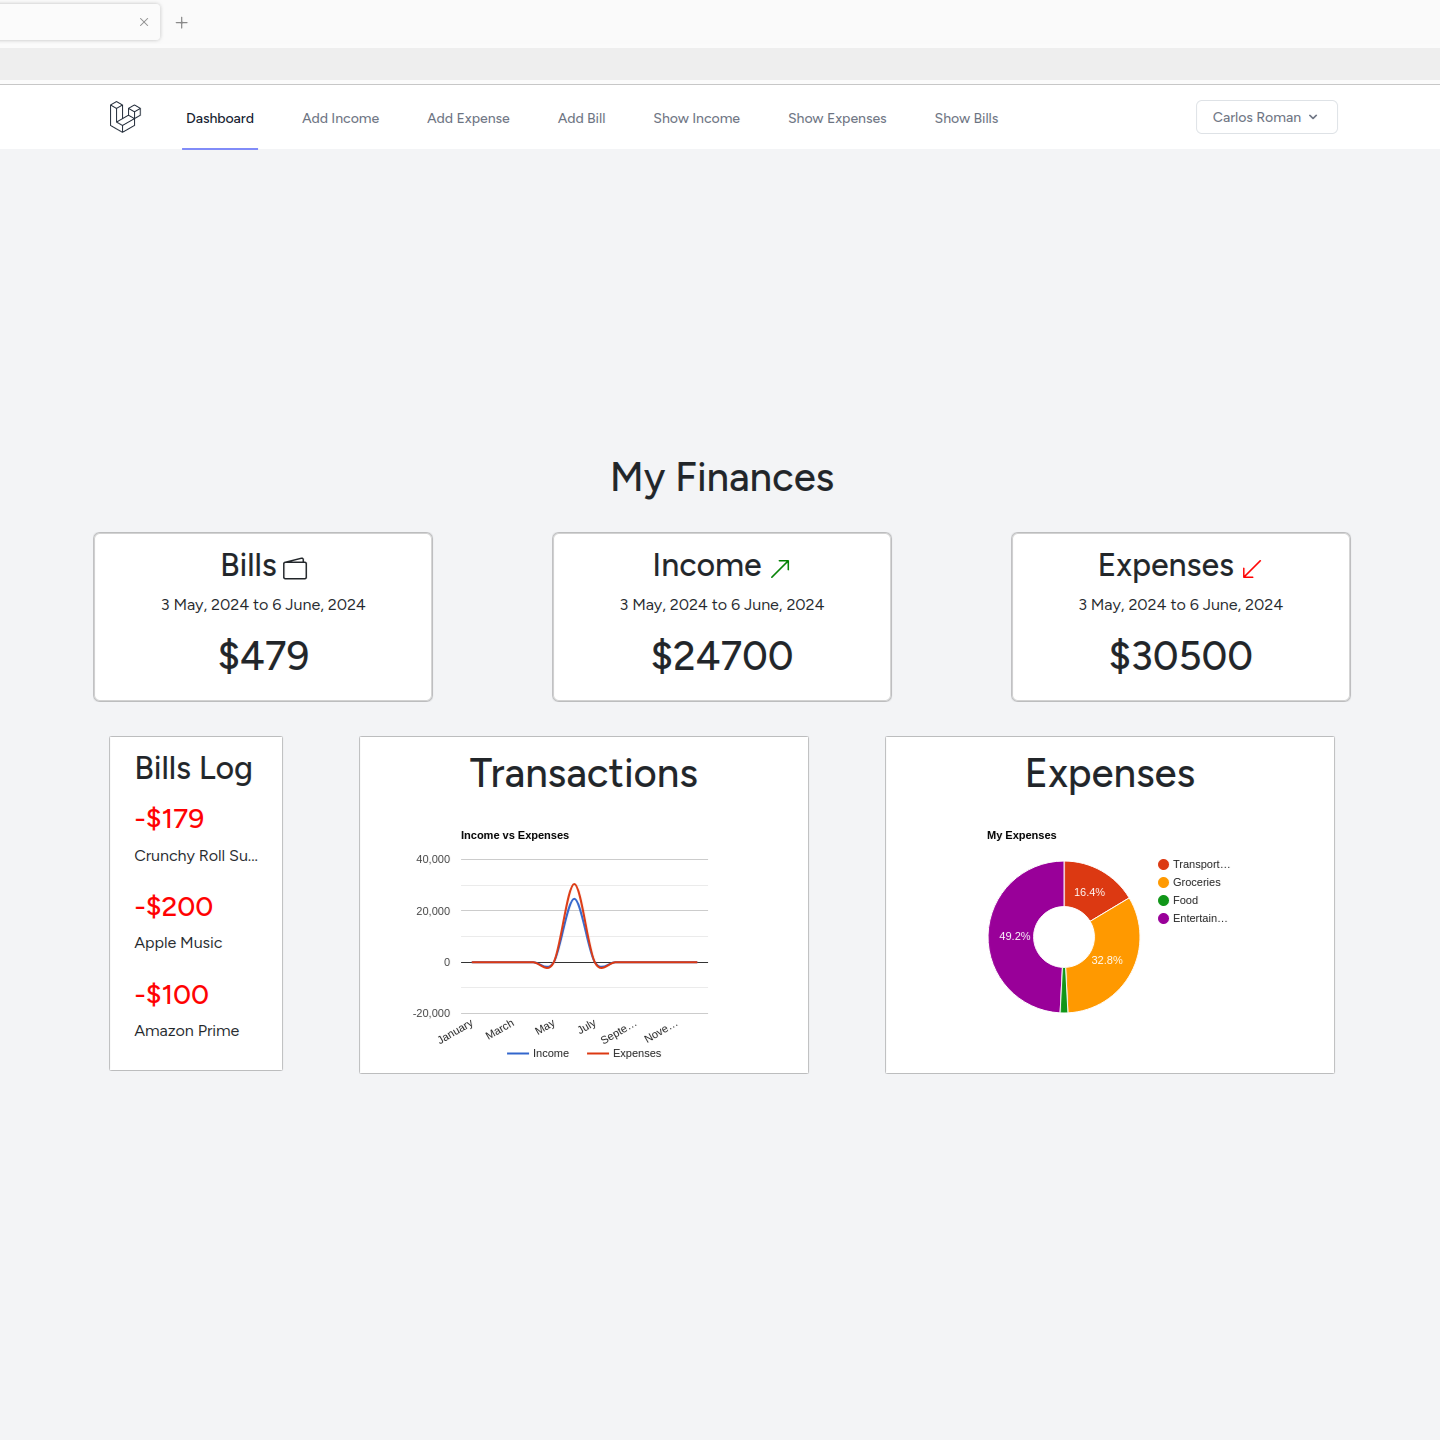 Dashboard Add Income Add Expense Add Bill Show Income Show Expenses Show Bills Carlos Roman
My Finances
Bills
3 May, 2024 to 6 June, 2024
$479
Income
3 May, 2024 to 6 June, 2024
$24700
Expenses
3 May, 2024 to 6 June, 2024
$30500
Bills Log
-$179
Crunchy Roll Su...
-$200
Apple Music
-$100
Amazon Prime
Transactions
Income vs Expenses
40,000
20,000
0
-20,000
January March May July Septe… Nove…
Income Expenses
Expenses
My Expenses
16.4%
32.8%
49.2%
Transport…
Groceries
Food
Entertain…